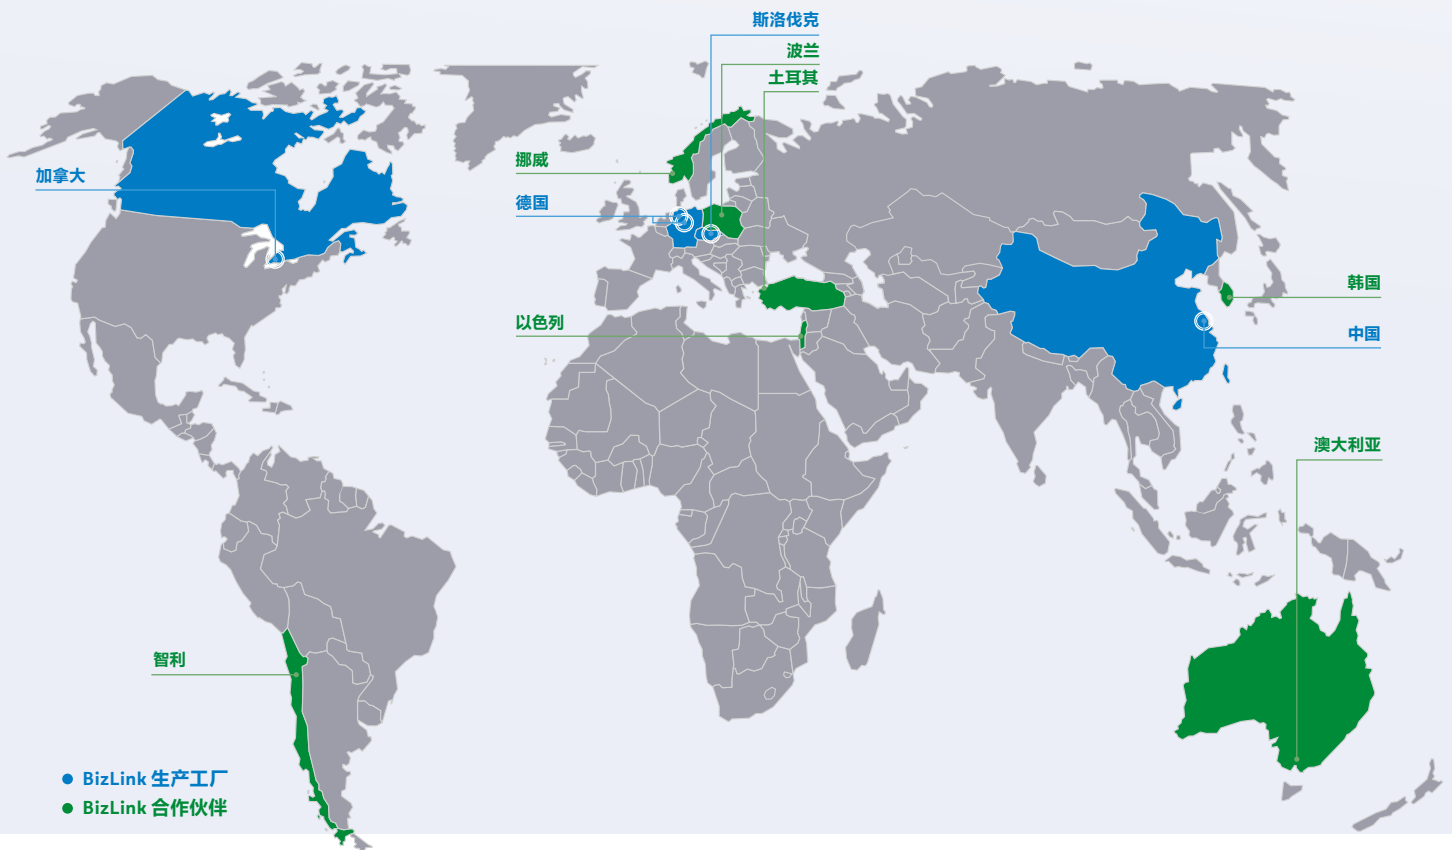 斯洛伐克
波兰
土耳其
挪威
加拿大
德国
韩国
以色列
中国
澳大利亚
智利
BizLink 生产工厂
BizLink 合作伙伴